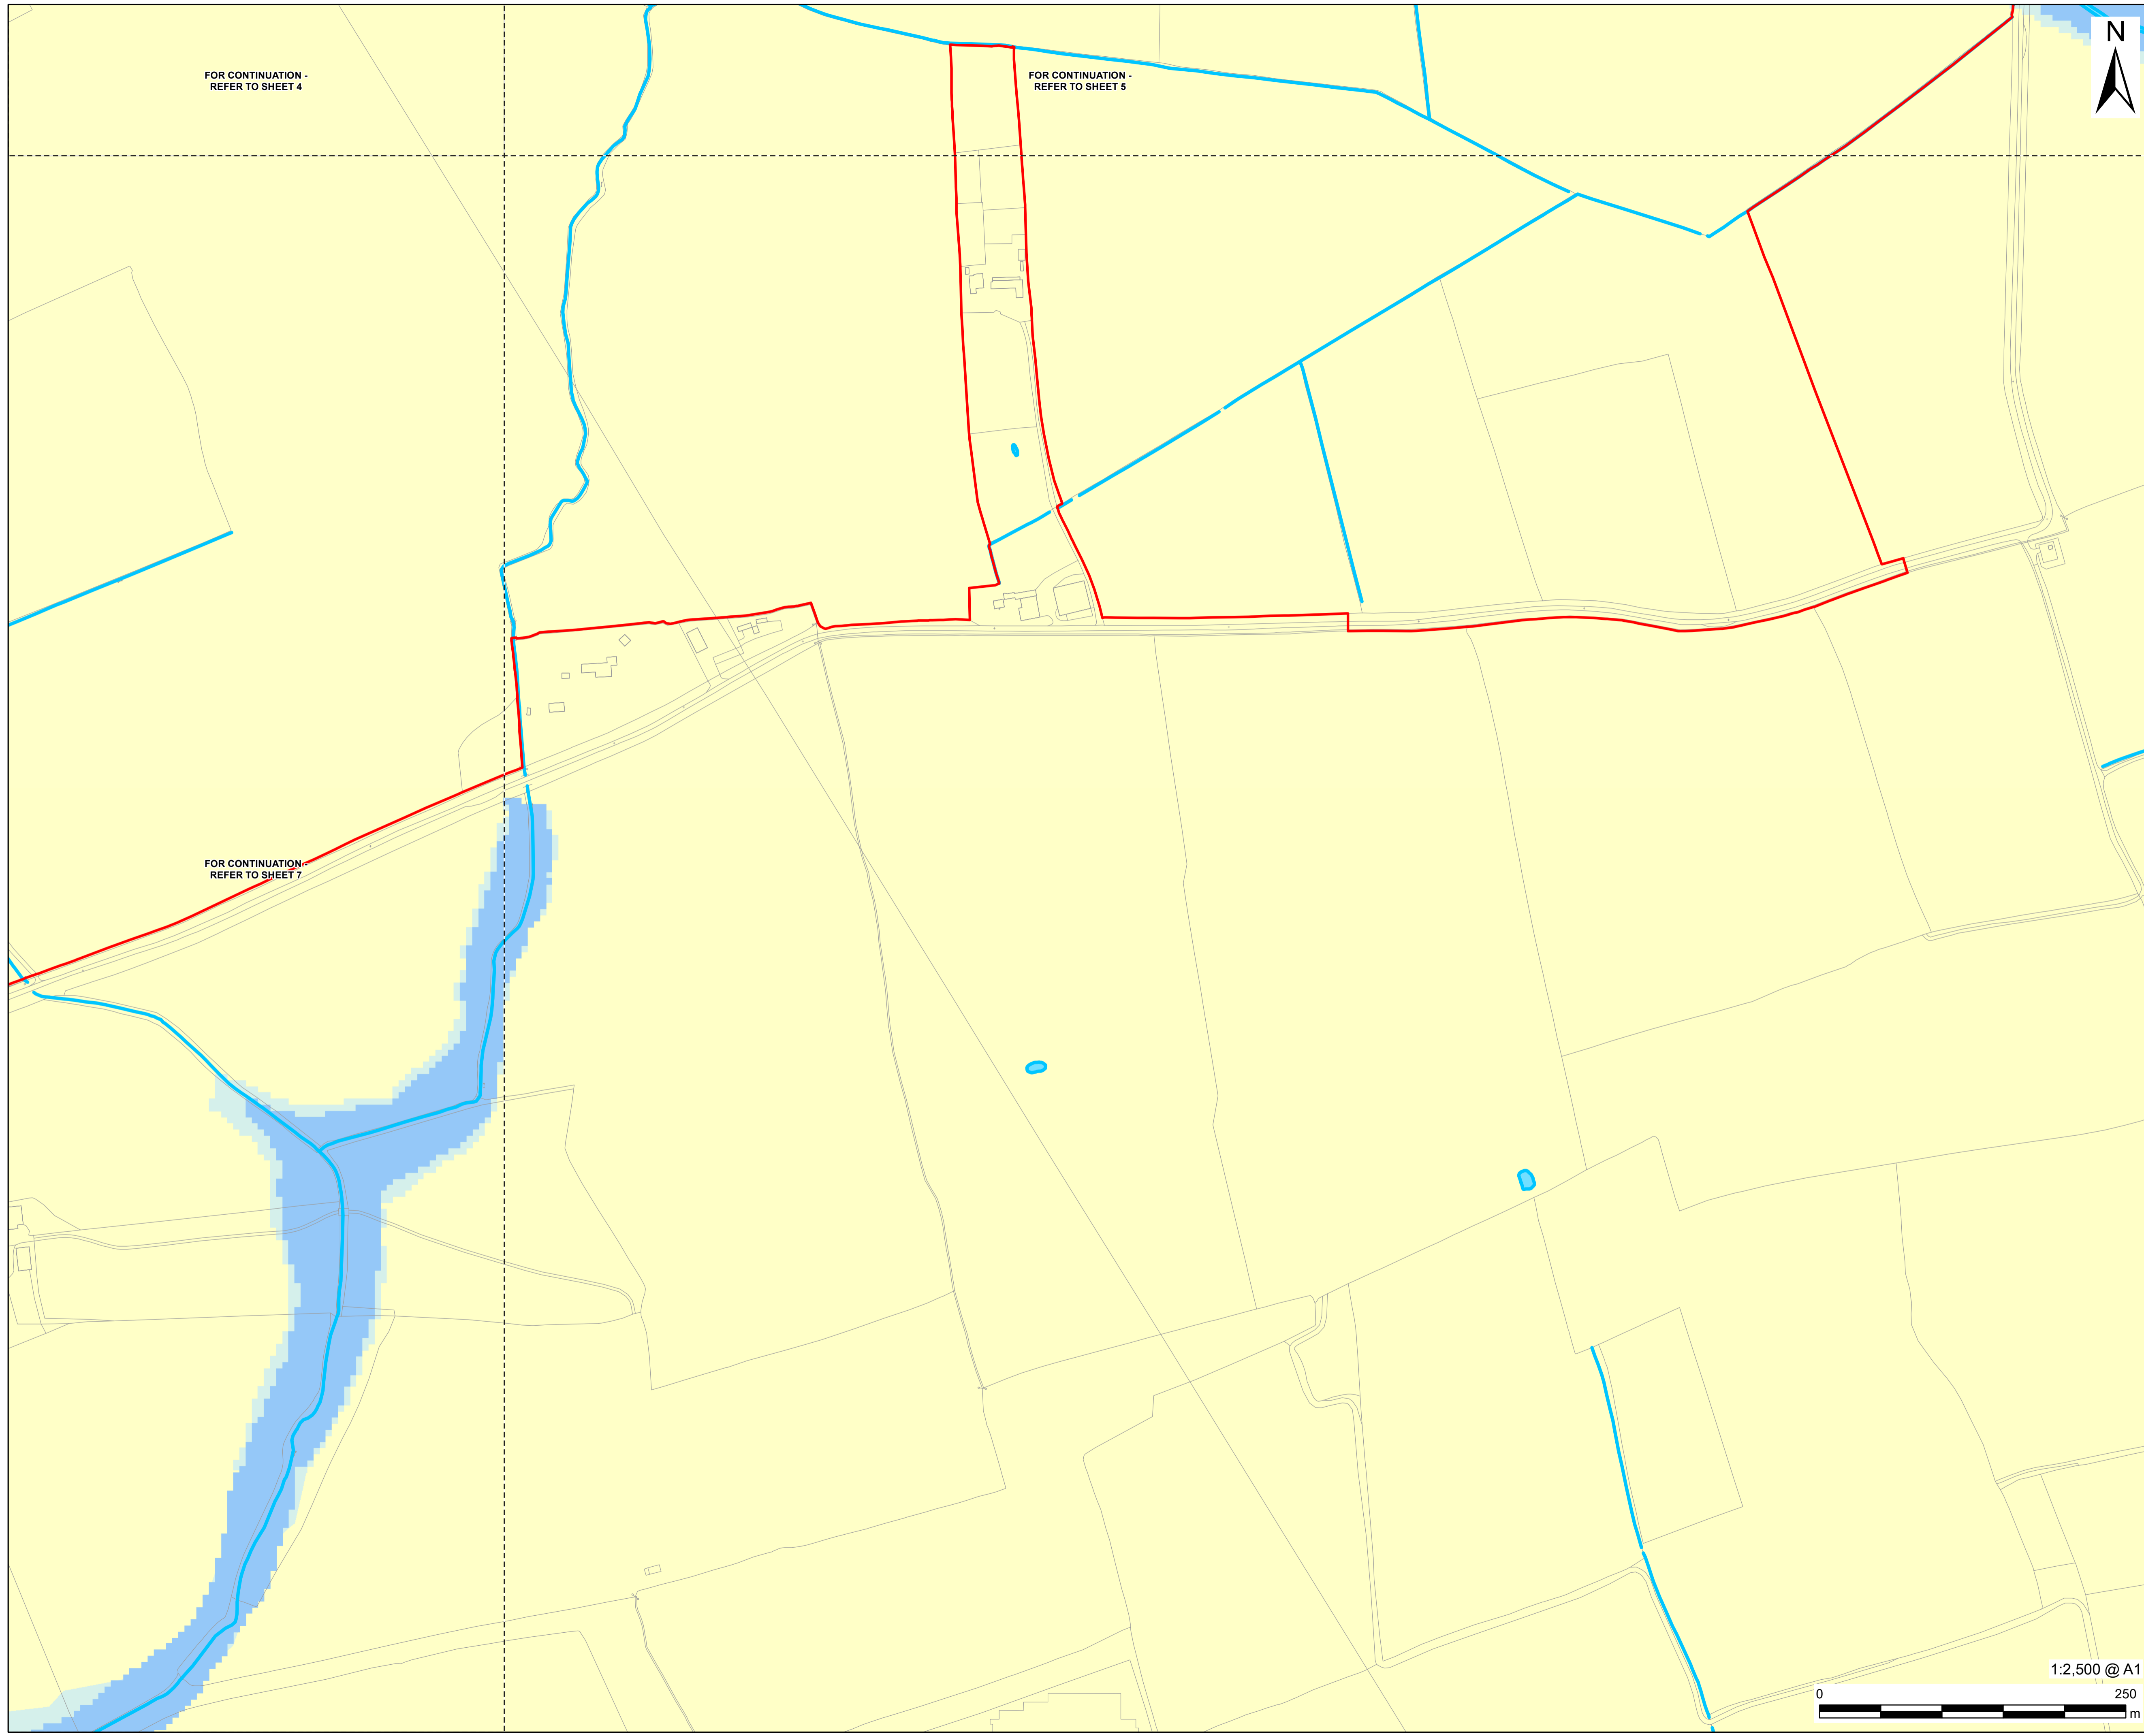 FOR CONTINUATION -
REFER TO SHEET 4
FOR CONTINUATION -
REFER TO SHEET 5
N
FOR CONTINUATION -
REFER TO SHEET 7
1:2,500 @ A1
0 250
m